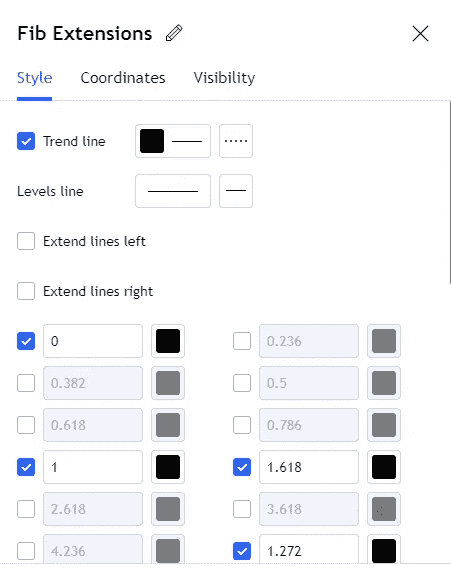 Fib Extensions
Style Coordinates Visibility
Trend line
Levels line
Extend lines left
Extend lines right
0 0.236
0.382 0.5
0.618 0.786
1 1.618
2.618 3.618
4.236 1.272